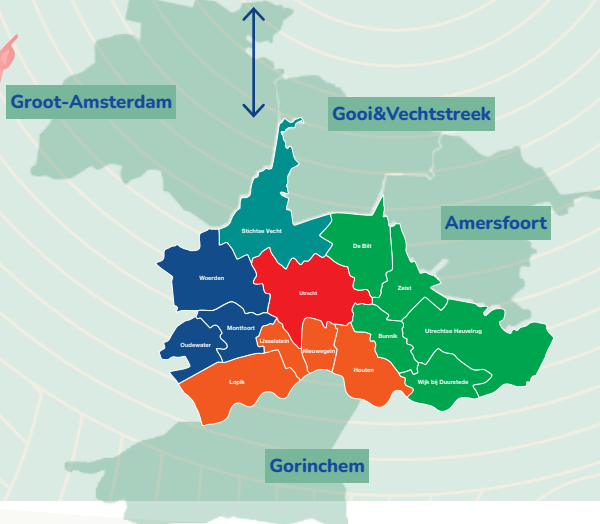 Groot-Amsterdam
Gooi&Vechtstreek
Amersfoort
Stichtse Vecht
De Bilt
Woerden
Zeist
Utrecht
Montfoort
Utrechtse Heuvelrug
Bunnik
Oudewater
IJsselstein
Nieuwegein
Houten
Lopik
Wijk bij Duurstede
Gorinchem